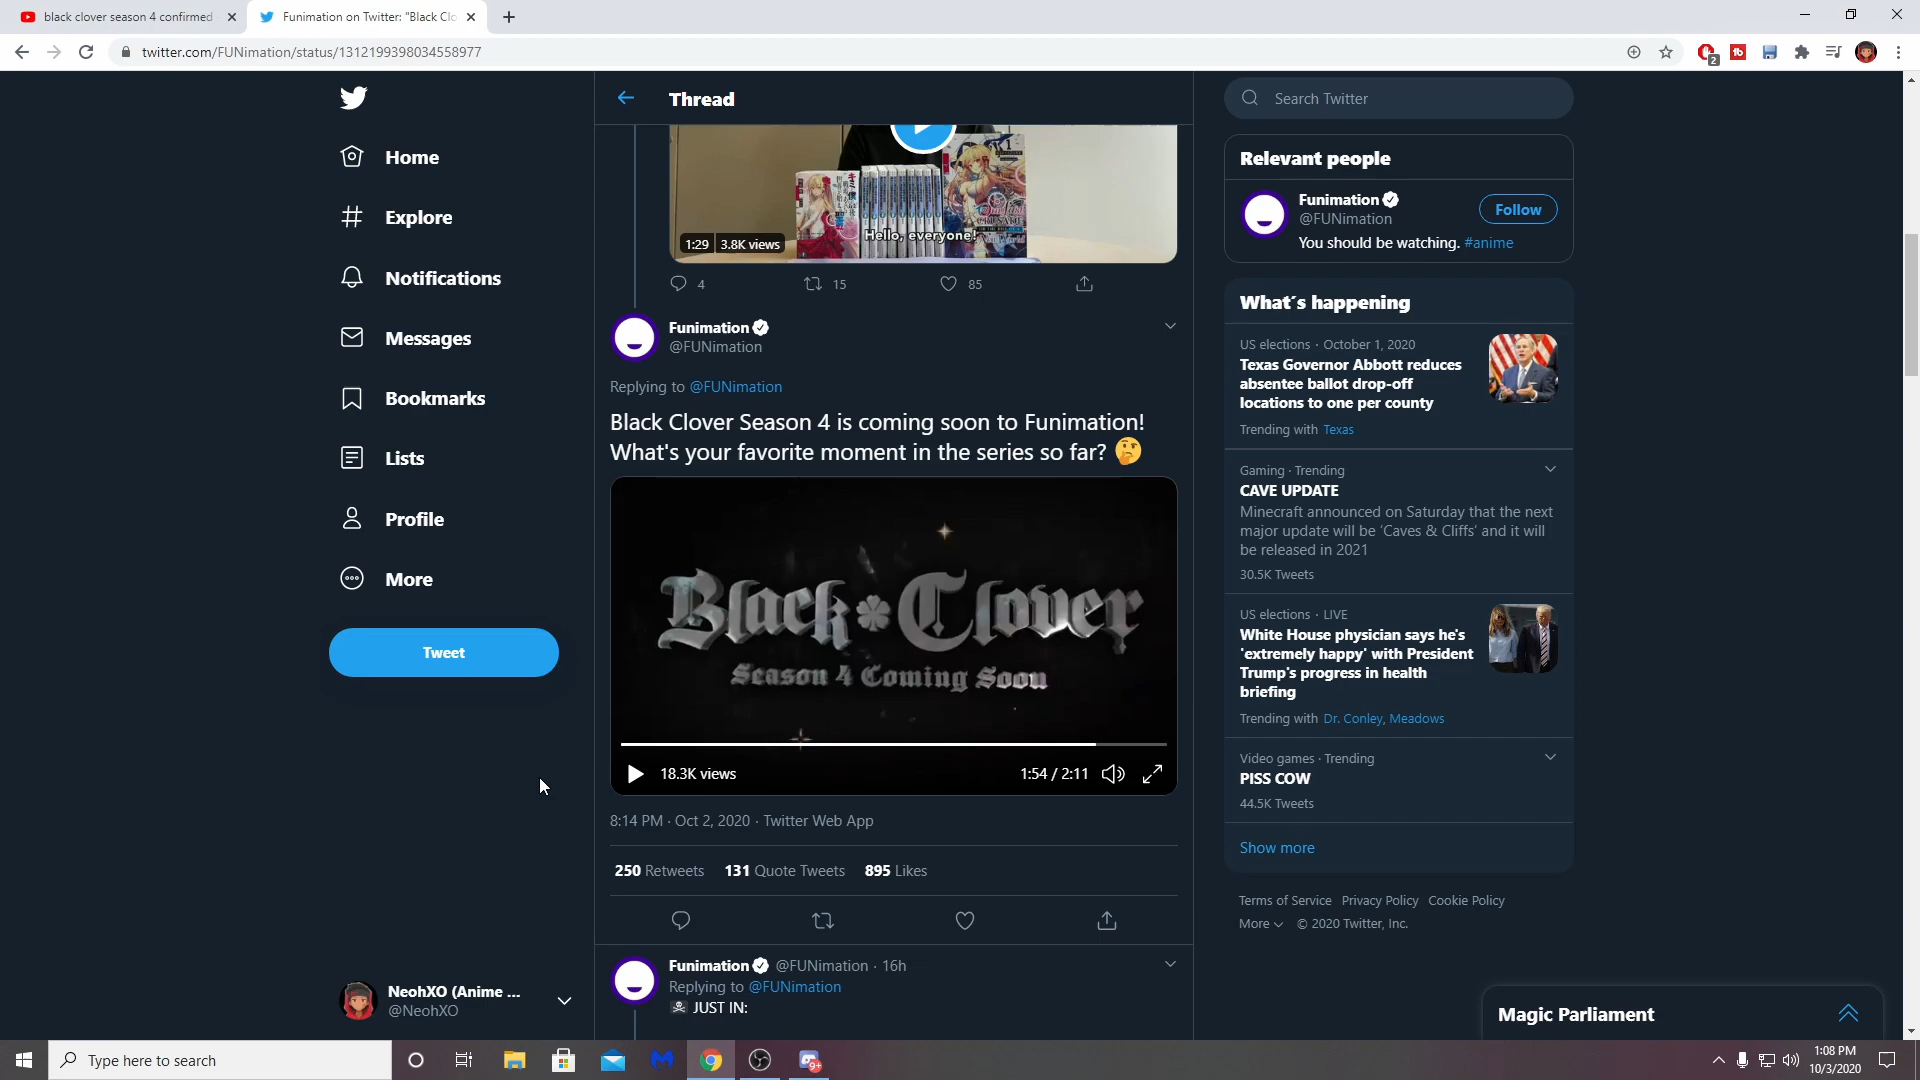 black clover season 4 confirmed
Funimation on Twitter: "Black Clo
twitter.com/FUNimation/status/1312199398034558977
2
Home
Explore
Notifications
Messages
Bookmarks
Lists
Profile
More
Tweet
NeohXO (Anime ...
@NeohXO
Thread
1:29 3.8K views
Hello, everyone!
4 15 85
Funimation
@FUNimation
Replying to @FUNimation
Black Clover Season 4 is coming soon to Funimation!
What's your favorite moment in the series so far? 🤔
Black Clover
Season 4 Coming Soon
18.3K views 1:54 / 2:11
8:14 PM · Oct 2, 2020 · Twitter Web App
250 Retweets 131 Quote Tweets 895 Likes
Funimation @FUNimation · 16h
Replying to @FUNimation
JUST IN:
Search Twitter
Relevant people
Funimation
@FUNimation
Follow
You should be watching. #anime
What's happening
US elections · October 1, 2020
Texas Governor Abbott reduces
absentee ballot drop-off
locations to one per county
Trending with Texas
Gaming · Trending
CAVE UPDATE
Minecraft announced on Saturday that the next
major update will be 'Caves & Cliffs' and it will
be released in 2021
30.5K Tweets
US elections · LIVE
White House physician says he's
'extremely happy' with President
Trump's progress in health
briefing
Trending with Dr. Conley, Meadows
Video games · Trending
PISS COW
44.5K Tweets
Show more
Terms of Service Privacy Policy Cookie Policy
More © 2020 Twitter, Inc.
Magic Parliament
Type here to search
9+
1:08 PM
10/3/2020